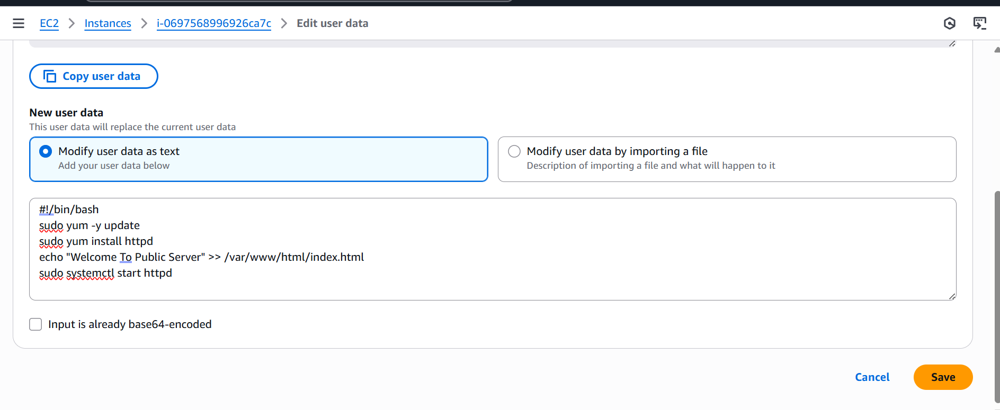 EC2 > Instances > i-0697568996926ca7c > Edit user data
Copy user data
New user data
This user data will replace the current user data
Modify user data as text
Add your user data below
Modify user data by importing a file
Description of importing a file and what will happen to it
#!/bin/bash
sudo yum -y update
sudo yum install httpd
echo "Welcome To Public Server" >> /var/www/html/index.html
sudo systemctl start httpd
Input is already base64-encoded
Cancel
Save